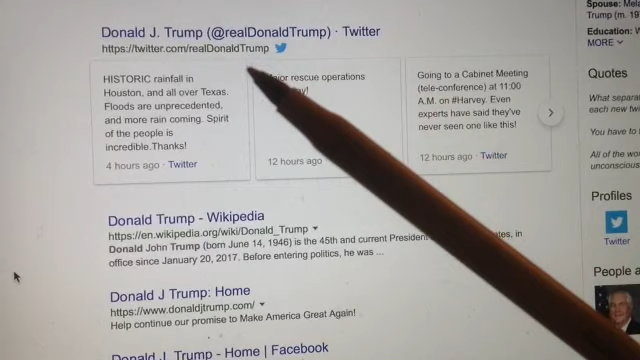 Donald J. Trump (@realDonaldTrump) · Twitter
https://twitter.com/realDonaldTrump
HISTORIC rainfall in
Houston, and all over Texas.
Floods are unprecedented,
and more rain coming. Spirit
of the people is
incredible.Thanks!
4 hours ago · Twitter
rescue operations
12 hours ago
Going to a Cabinet Meeting
(tele-conference) at 11:00
A.M. on #Harvey. Even
experts have said they've
never seen one like this!
12 hours ago · Twitter
Donald Trump - Wikipedia
https://en.wikipedia.org/wiki/Donald_Trump
Donald John Trump (born June 14, 1946) is the 45th and current President in
office since January 20, 2017. Before entering politics, he was ...
Donald J Trump: Home
https://www.donaldjtrump.com/
Help continue our promise to Make America Great Again!
Donald J. Trump - Home | Facebook
Spouse:
Trump (m.
Education:
MORE
Quotes
What
each new
You have to
All of the
Profiles
Twitter
People